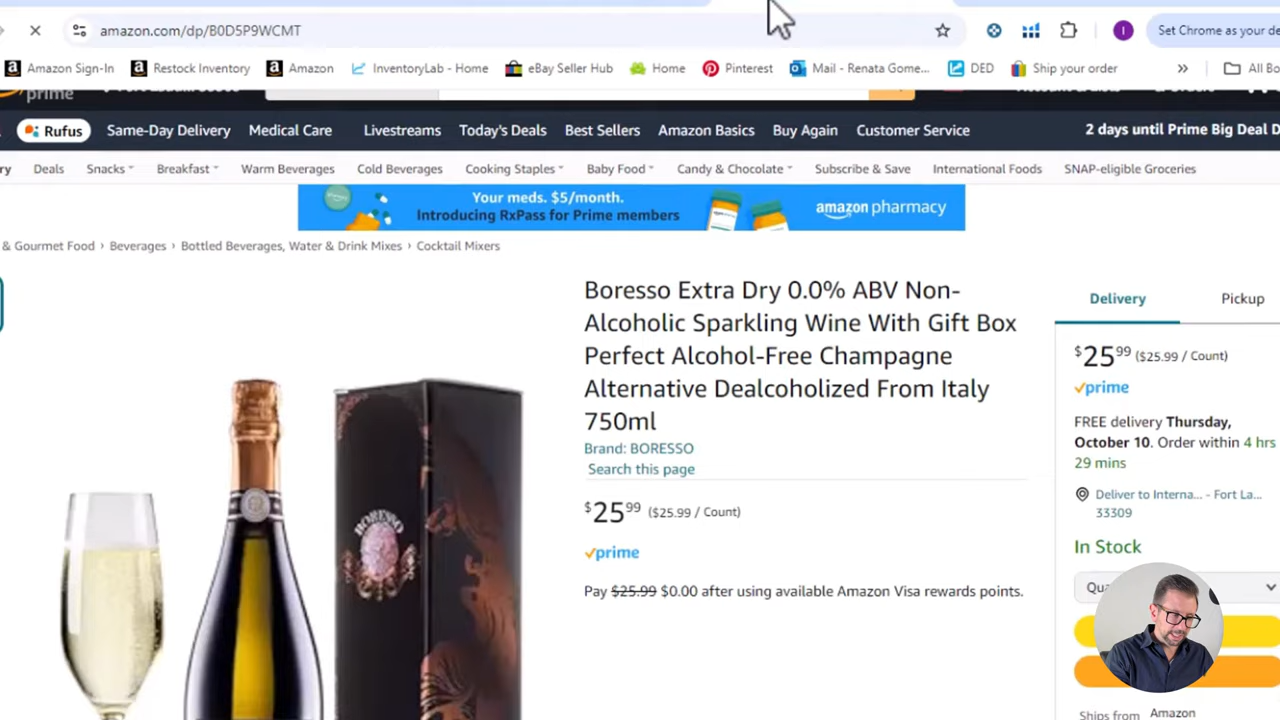 amazon.com/dp/B0D5P9WCMT
I
Set Chrome as your de
Amazon Sign-In
Restock Inventory
Amazon
InventoryLab - Home
eBay Seller Hub
Home
Pinterest
Mail - Renata Gome...
DED
Ship your order
»
All Bo
prime
Rufus
Same-Day Delivery
Medical Care
Livestreams
Today's Deals
Best Sellers
Amazon Basics
Buy Again
Customer Service
2 days until Prime Big Deal D
ry
Deals
Snacks
Breakfast
Warm Beverages
Cold Beverages
Cooking Staples
Baby Food
Candy & Chocolate
Subscribe & Save
International Foods
SNAP-eligible Groceries
Your meds. $5/month.
Introducing RxPass for Prime members
amazon pharmacy
& Gourmet Food › Beverages › Bottled Beverages, Water & Drink Mixes › Cocktail Mixers
Boresso Extra Dry 0.0% ABV Non-
Alcoholic Sparkling Wine With Gift Box
Perfect Alcohol-Free Champagne
Alternative Dealcoholized From Italy
750ml
Brand: BORESSO
Search this page
$25⁹⁹ ($25.99 / Count)
prime
Pay $25.99 $0.00 after using available Amazon Visa rewards points.
BORESSO
Delivery
Pickup
$25⁹⁹ ($25.99 / Count)
prime
FREE delivery Thursday,
October 10. Order within 4 hrs
29 mins
Deliver to Interna... - Fort La...
33309
In Stock
Qua
Ships from Amazon